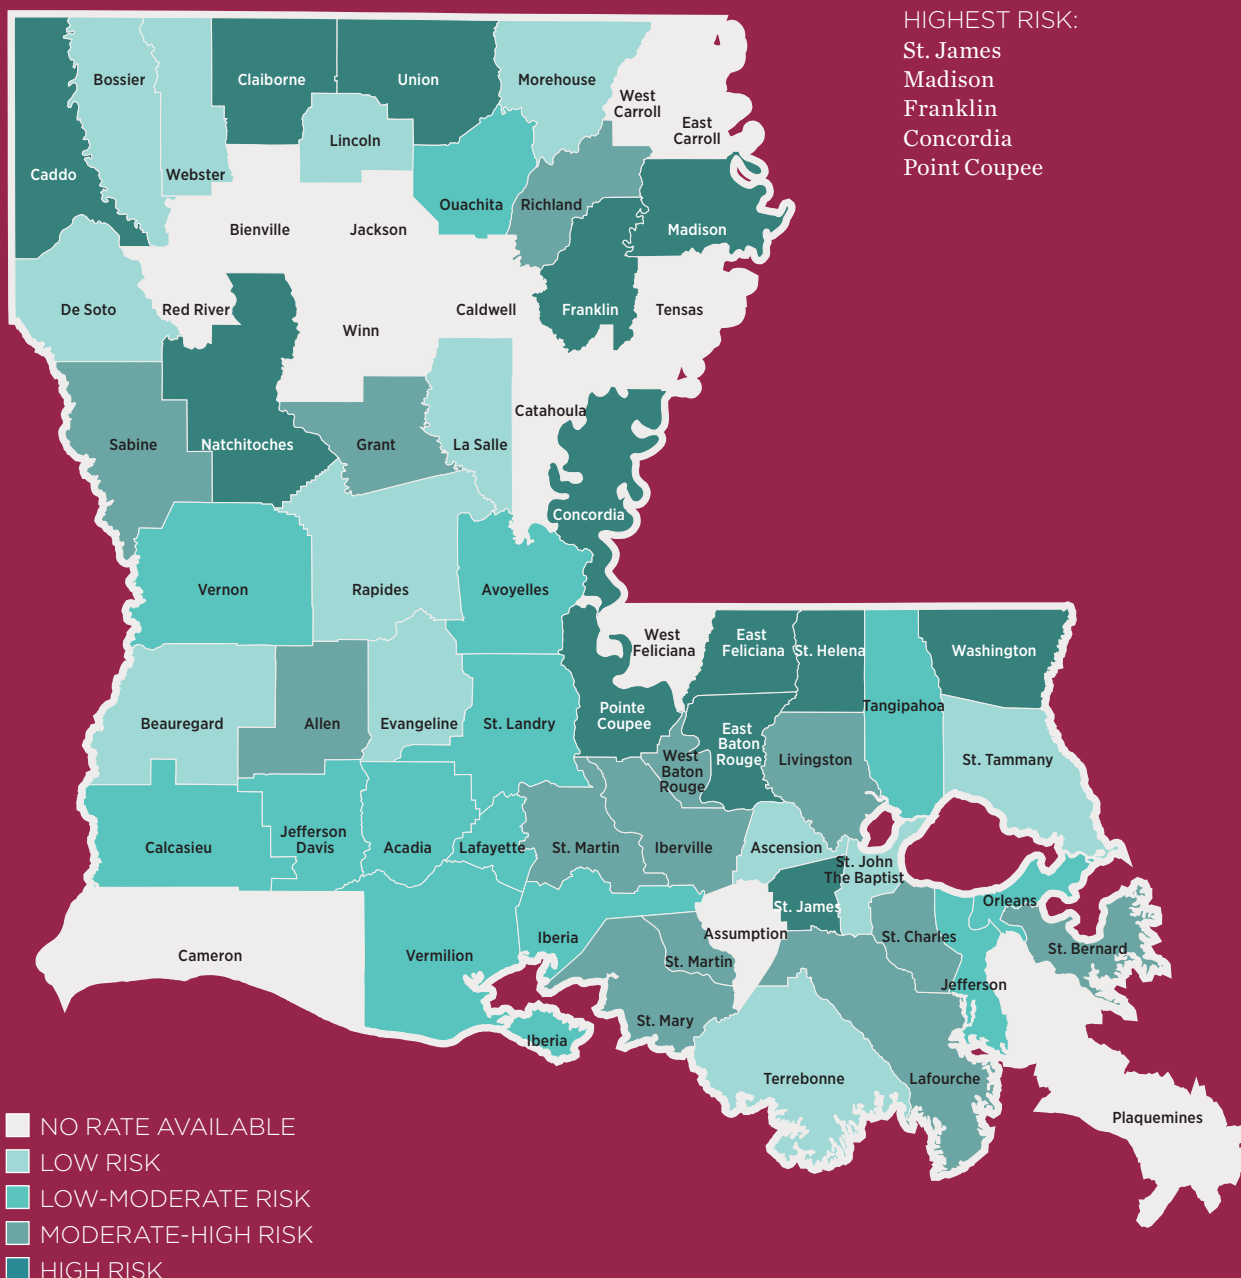 HIGHEST RISK:
St. James
Madison
Franklin
Concordia
Point Coupee
Bossier
Claiborne
Union
Morehouse
West
Carroll
East
Carroll
Lincoln
Caddo
Webster
Ouachita
Richland
Bienville
Jackson
Madison
De Soto
Red River
Winn
Caldwell
Franklin
Tensas
Catahoula
Sabine
Natchitoches
Grant
La Salle
Concordia
Vernon
Rapides
Avoyelles
West
Feliciana
East
Feliciana
St. Helena
Washington
Beauregard
Allen
Evangeline
St. Landry
Pointe
Coupee
Tangipahoa
East
Baton
Rouge
West
Baton
Rouge
Livingston
St. Tammany
Calcasieu
Jefferson
Davis
Acadia
Lafayette
St. Martin
Iberville
Ascension
St. John
The Baptist
St. James
Orleans
Cameron
Vermilion
Iberia
Assumption
St. Martin
St. Charles
St. Bernard
Jefferson
St. Mary
Iberia
Terrebonne
Lafourche
Plaquemines
NO RATE AVAILABLE
LOW RISK
LOW-MODERATE RISK
MODERATE-HIGH RISK
HIGH RISK